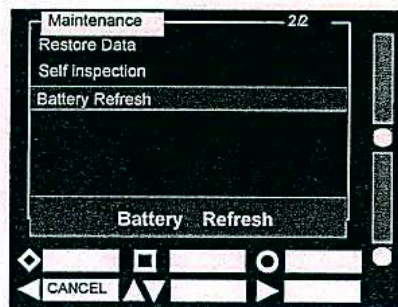 Maintenance 2/2
Restore Data
Self Inspection
Battery Refresh
Battery Refresh
CANCEL